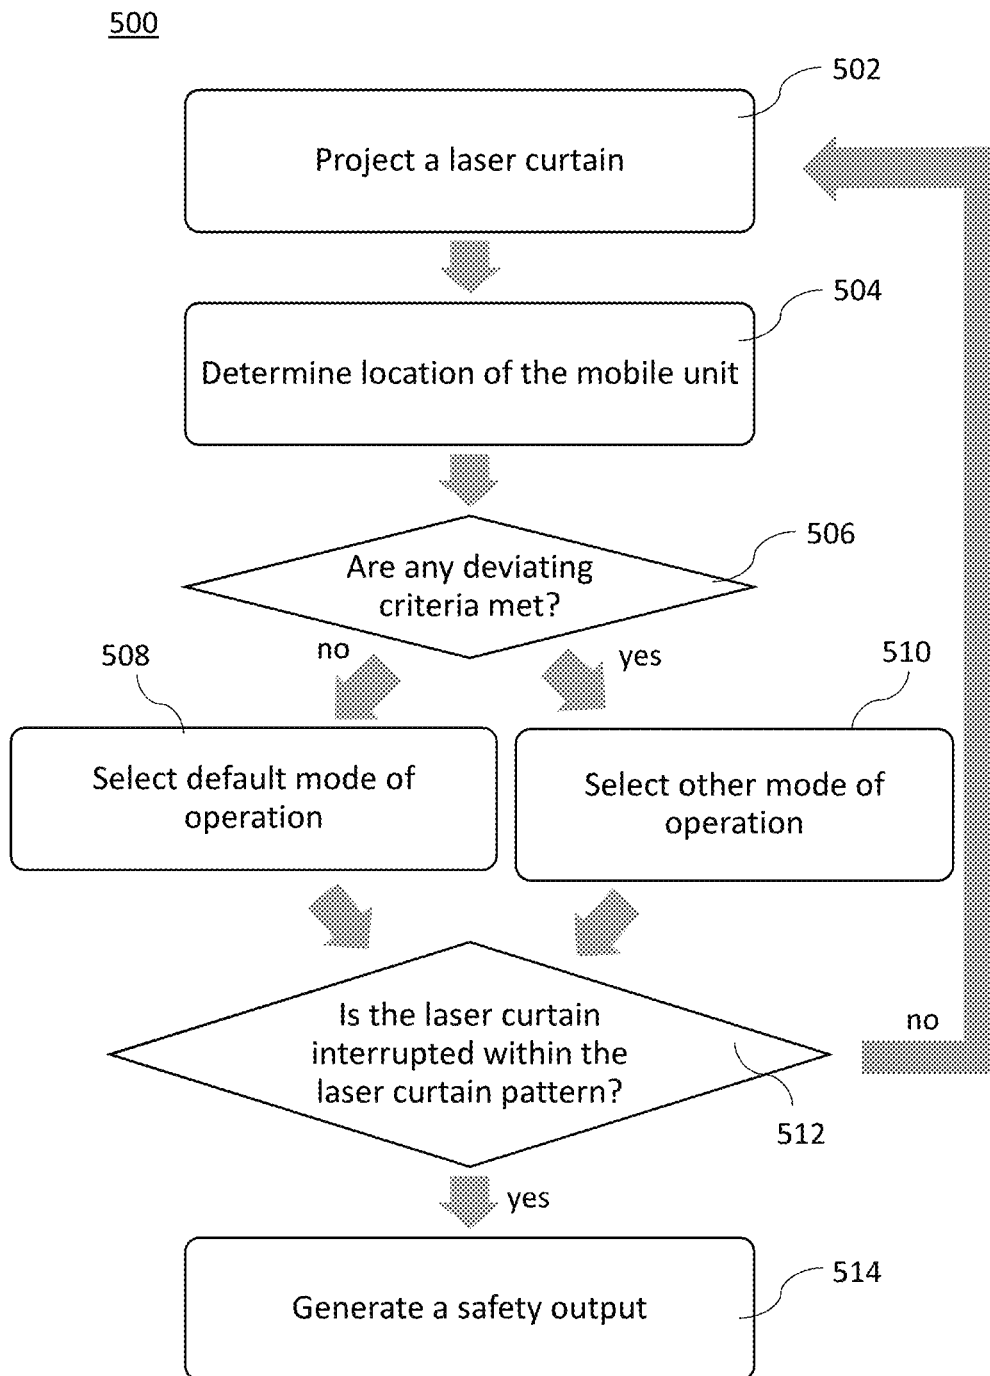 500
502
Project a laser curtain
504
Determine location of the mobile unit
506
Are any deviating
criteria met?
no
yes
508
510
Select default mode of
operation
Select other mode of
operation
Is the laser curtain
interrupted within the
laser curtain pattern?
no
512
yes
514
Generate a safety output